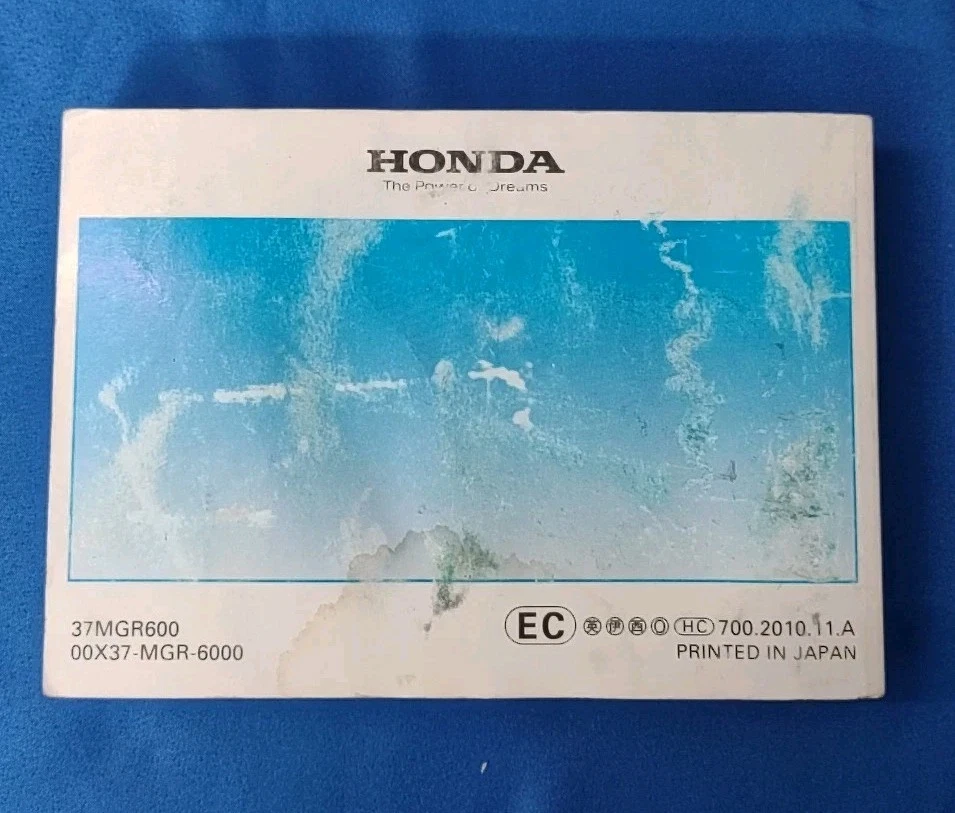 HONDA
The Power of Dreams
37MGR600
00X37-MGR-6000
EC 英 伊 西 O HC 700.2010.11.A
PRINTED IN JAPAN